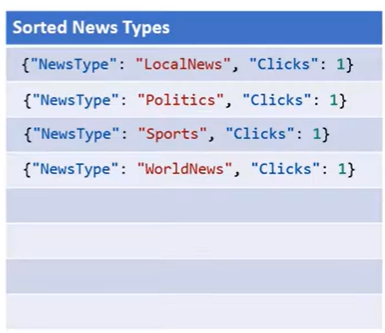 Sorted News Types
{"NewsType": "LocalNews", "Clicks": 1}
{"NewsType": "Politics", "Clicks": 1}
{"NewsType": "Sports", "Clicks": 1}
{"NewsType": "WorldNews", "Clicks": 1}